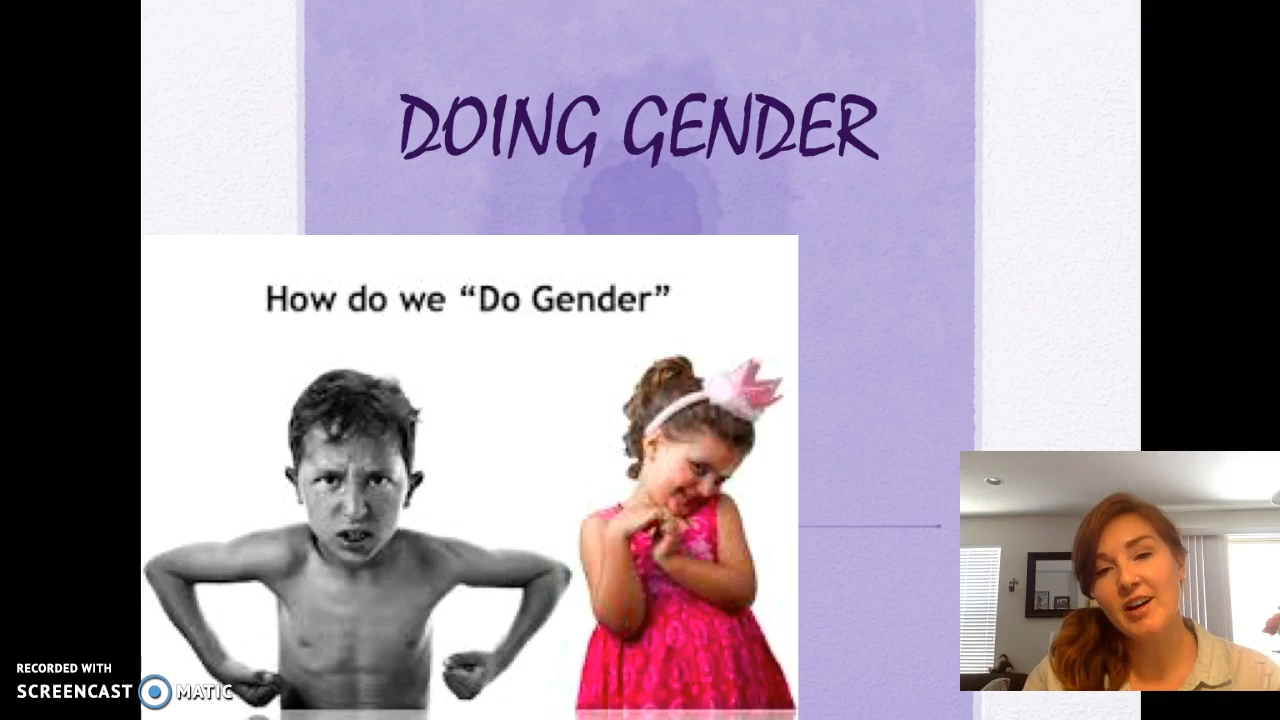 DOING GENDER
How do we “Do Gender”
RECORDED WITH
SCREENCAST MATIC